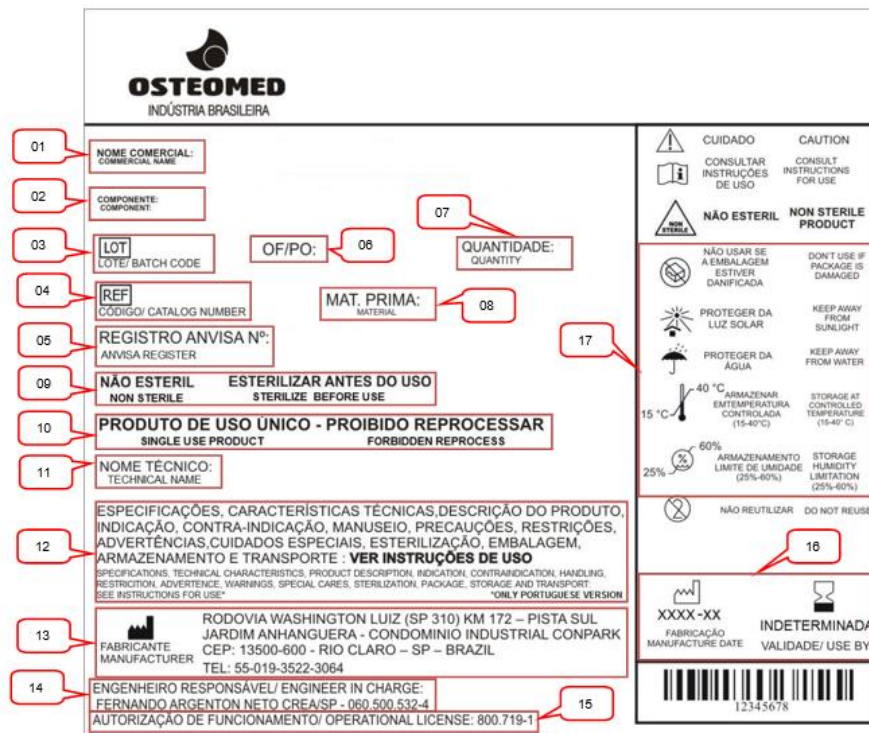 OSTEOMED
INDÚSTRIA BRASILEIRA
01
NOME COMERCIAL:
COMMERCIAL NAME
02
COMPONENTE:
COMPONENT:
03
LOT
LOTE/ BATCH CODE
OF/PO:
06
07
QUANTIDADE:
QUANTITY
04
REF
CÓDIGO/ CATALOG NUMBER
MAT. PRIMA:
MATERIAL
08
05
REGISTRO ANVISA Nº:
ANVISA REGISTER
09
NÃO ESTERIL ESTERILIZAR ANTES DO USO
NON STERILE STERILIZE BEFORE USE
10
PRODUTO DE USO ÚNICO - PROIBIDO REPROCESSAR
SINGLE USE PRODUCT FORBIDDEN REPROCESS
11
NOME TÉCNICO:
TECHNICAL NAME
12
ESPECIFICAÇÕES, CARACTERÍSTICAS TÉCNICAS,DESCRIÇÃO DO PRODUTO,
INDICAÇÃO, CONTRA-INDICAÇÃO, MANUSEIO, PRECAUÇÕES, RESTRIÇÕES,
ADVERTÊNCIAS,CUIDADOS ESPECIAIS, ESTERILIZAÇÃO, EMBALAGEM,
ARMAZENAMENTO E TRANSPORTE : VER INSTRUÇÕES DE USO
SPECIFICATIONS, TECHNICAL CHARACTERISTICS, PRODUCT DESCRIPTION, INDICATION, CONTRAINDICATION, HANDLING,
RESTRICITION, ADVERTENCE, WARNINGS, SPECIAL CARES, STERILIZATION, PACKAGE, STORAGE AND TRANSPORT:
SEE INSTRUCTIONS FOR USE* *ONLY PORTUGUESE VERSION
13
FABRICANTE
MANUFACTURER
RODOVIA WASHINGTON LUIZ (SP 310) KM 172 – PISTA SUL
JARDIM ANHANGUERA - CONDOMINIO INDUSTRIAL CONPARK
CEP: 13500-600 - RIO CLARO – SP – BRAZIL
TEL: 55-019-3522-3064
14
ENGENHEIRO RESPONSÁVEL/ ENGINEER IN CHARGE:
FERNANDO ARGENTON NETO CREA/SP - 060.500.532-4
15
AUTORIZAÇÃO DE FUNCIONAMENTO/ OPERATIONAL LICENSE: 800.719-1
CUIDADO CAUTION
CONSULTAR
INSTRUÇÕES
DE USO
CONSULT
INSTRUCTIONS
FOR USE
NON
STERILE
NÃO ESTERIL
NON STERILE
PRODUCT
17
NÃO USAR SE
A EMBALAGEM
ESTIVER
DANIFICADA
DON'T USE IF
PACKAGE IS
DAMAGED
PROTEGER DA
LUZ SOLAR
KEEP AWAY
FROM
SUNLIGHT
PROTEGER DA
ÁGUA
KEEP AWAY
FROM WATER
40 °C
15 °C
ARMAZENAR
EMTEMPERATURA
CONTROLADA
(15-40°C)
STORAGE AT
CONTROLLED
TEMPERATURE
(15-40° C)
60%
%
25%
ARMAZENAMENTO
LIMITE DE UMIDADE
(25%-60%)
STORAGE
HUMIDITY
LIMITATION
(25%-60%)
2
NÃO REUTILIZAR DO NOT REUSE
16
XXXX-XX
FABRICAÇÃO
MANUFACTURE DATE
INDETERMINADA
VALIDADE/ USE BY
12345678